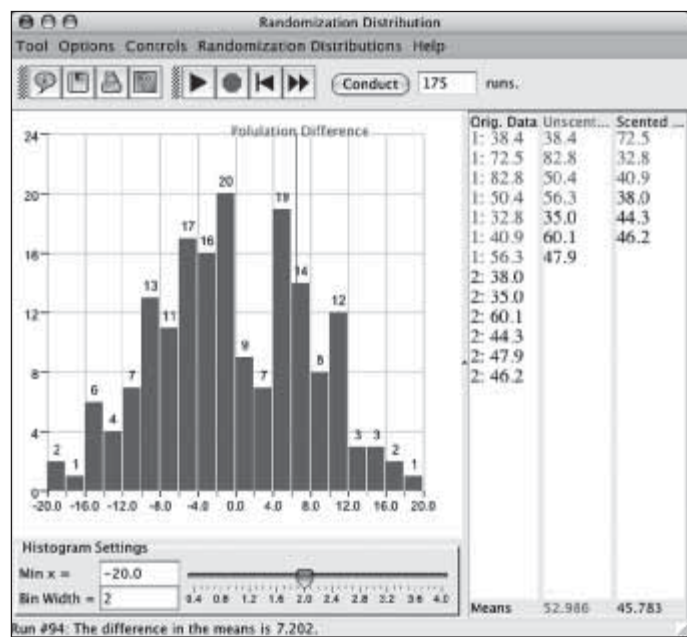 Randomization Distribution
Tool Options Controls Randomization Distributions Help
Conduct 175 runs.
Polulation Difference
24
20
16
12
8
4
0
2 1 6 4 7 13 11 17 16 20 9 7 19 14 8 12 3 3 2 1
-20.0 -16.0 -12.0 -8.0 -4.0 0.0 4.0 8.0 12.0 16.0 20.0
Orig. Data Unscent... Scented ...
1: 38.4 38.4 72.5
1: 72.5 82.8 32.8
1: 82.8 50.4 40.9
1: 50.4 56.3 38.0
1: 32.8 35.0 44.3
1: 40.9 60.1 46.2
1: 56.3 47.9
2: 38.0
2: 35.0
2: 60.1
2: 44.3
2: 47.9
2: 46.2
Means 52.986 45.783
Histogram Settings
Min x = -20.0
Bin Width = 2
0.4 0.8 1.2 1.6 2.0 2.4 2.8 3.2 3.6 4.0
Run #94: The difference in the means is 7.202.